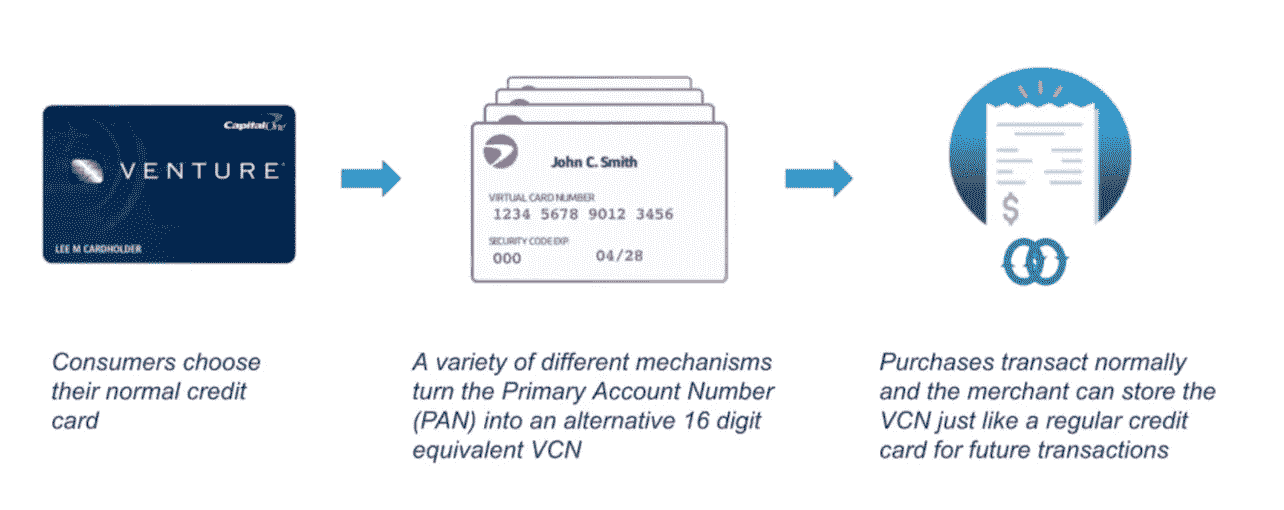 CapitalOne
VENTURE
LEE M CARDHOLDER
John C. Smith
VIRTUAL CARD NUMBER
1234 5678 9012 3456
SECURITY CODE EXP.
000 04/28
$
Consumers choose
their normal credit
card
A variety of different mechanisms
turn the Primary Account Number
(PAN) into an alternative 16 digit
equivalent VCN
Purchases transact normally
and the merchant can store the
VCN just like a regular credit
card for future transactions